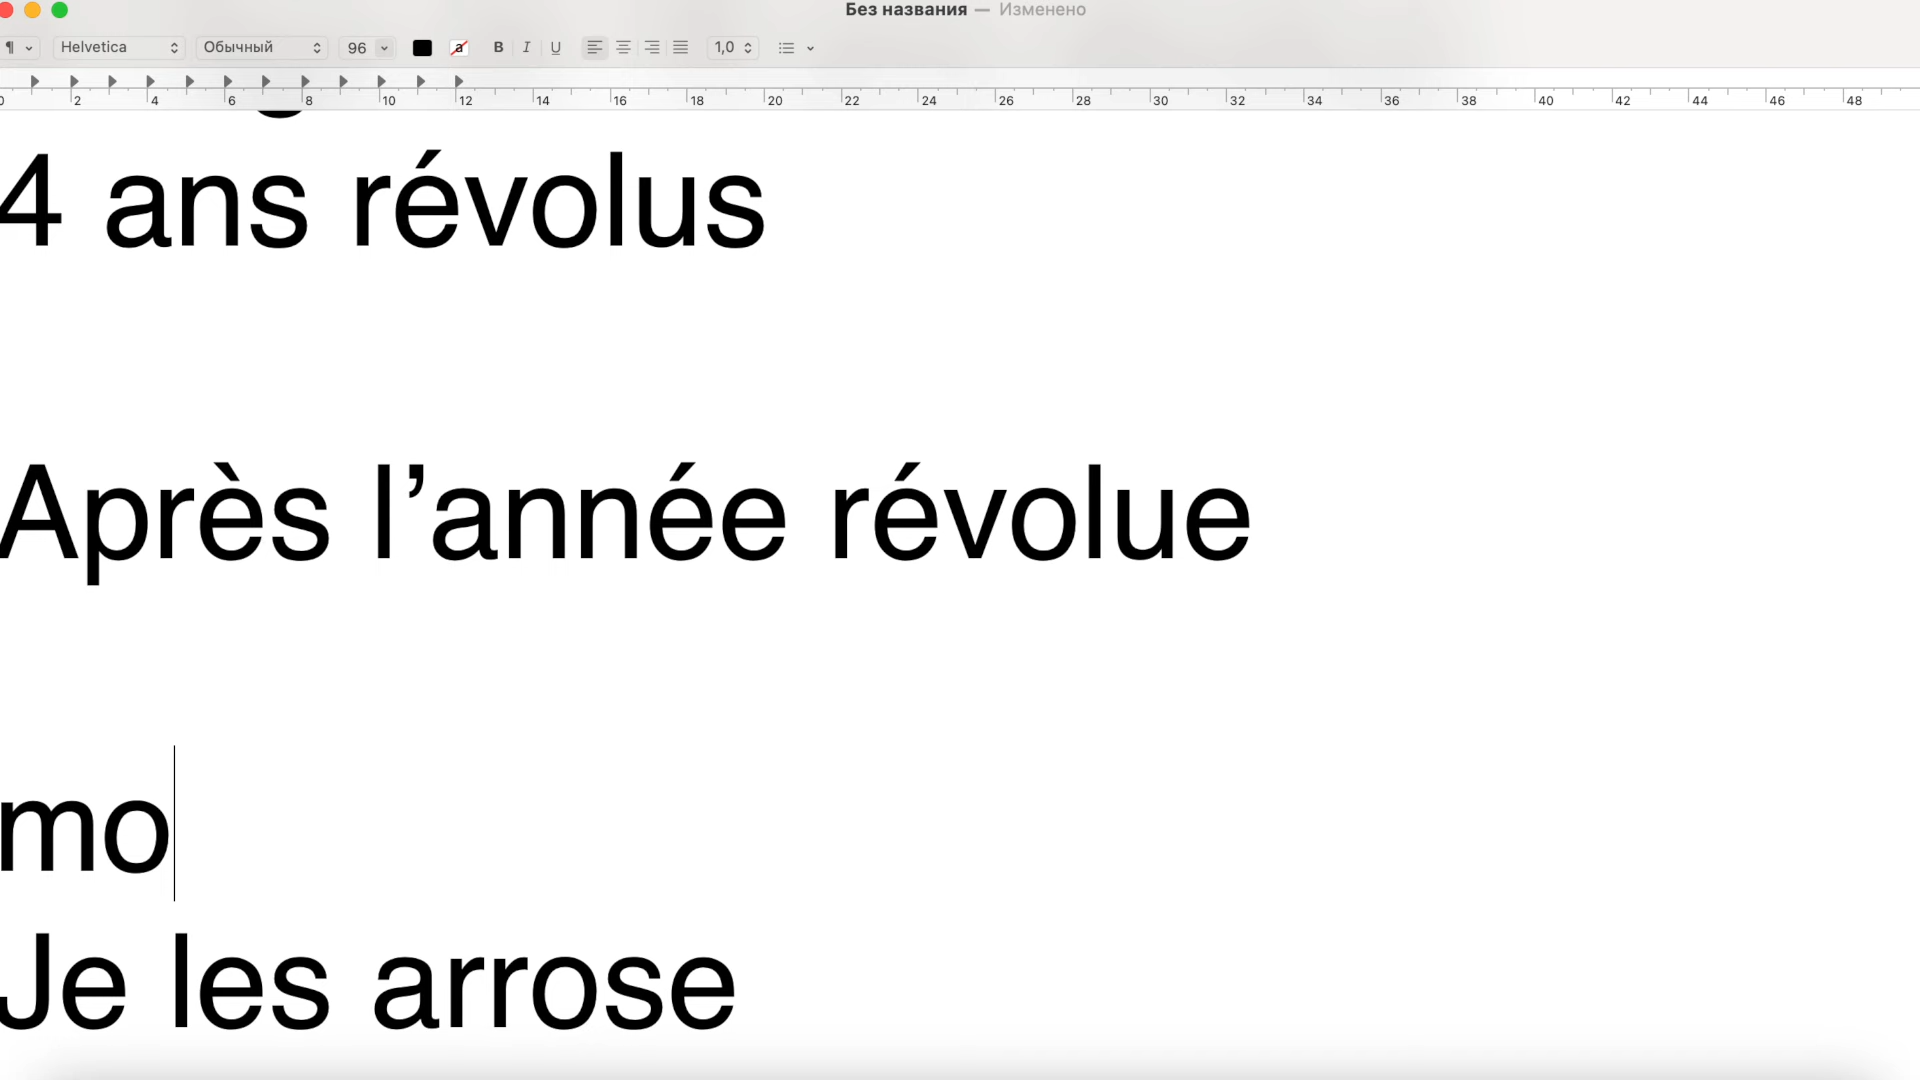 Без названия — Изменено
¶ Helvetica Обычный 96 a B I U 1,0
0 2 4 6 8 10 12 14 16 18 20 22 24 26 28 30 32 34 36 38 40 42 44 46 48
4 ans révolus
Après l’année révolue
mo
Je les arrose